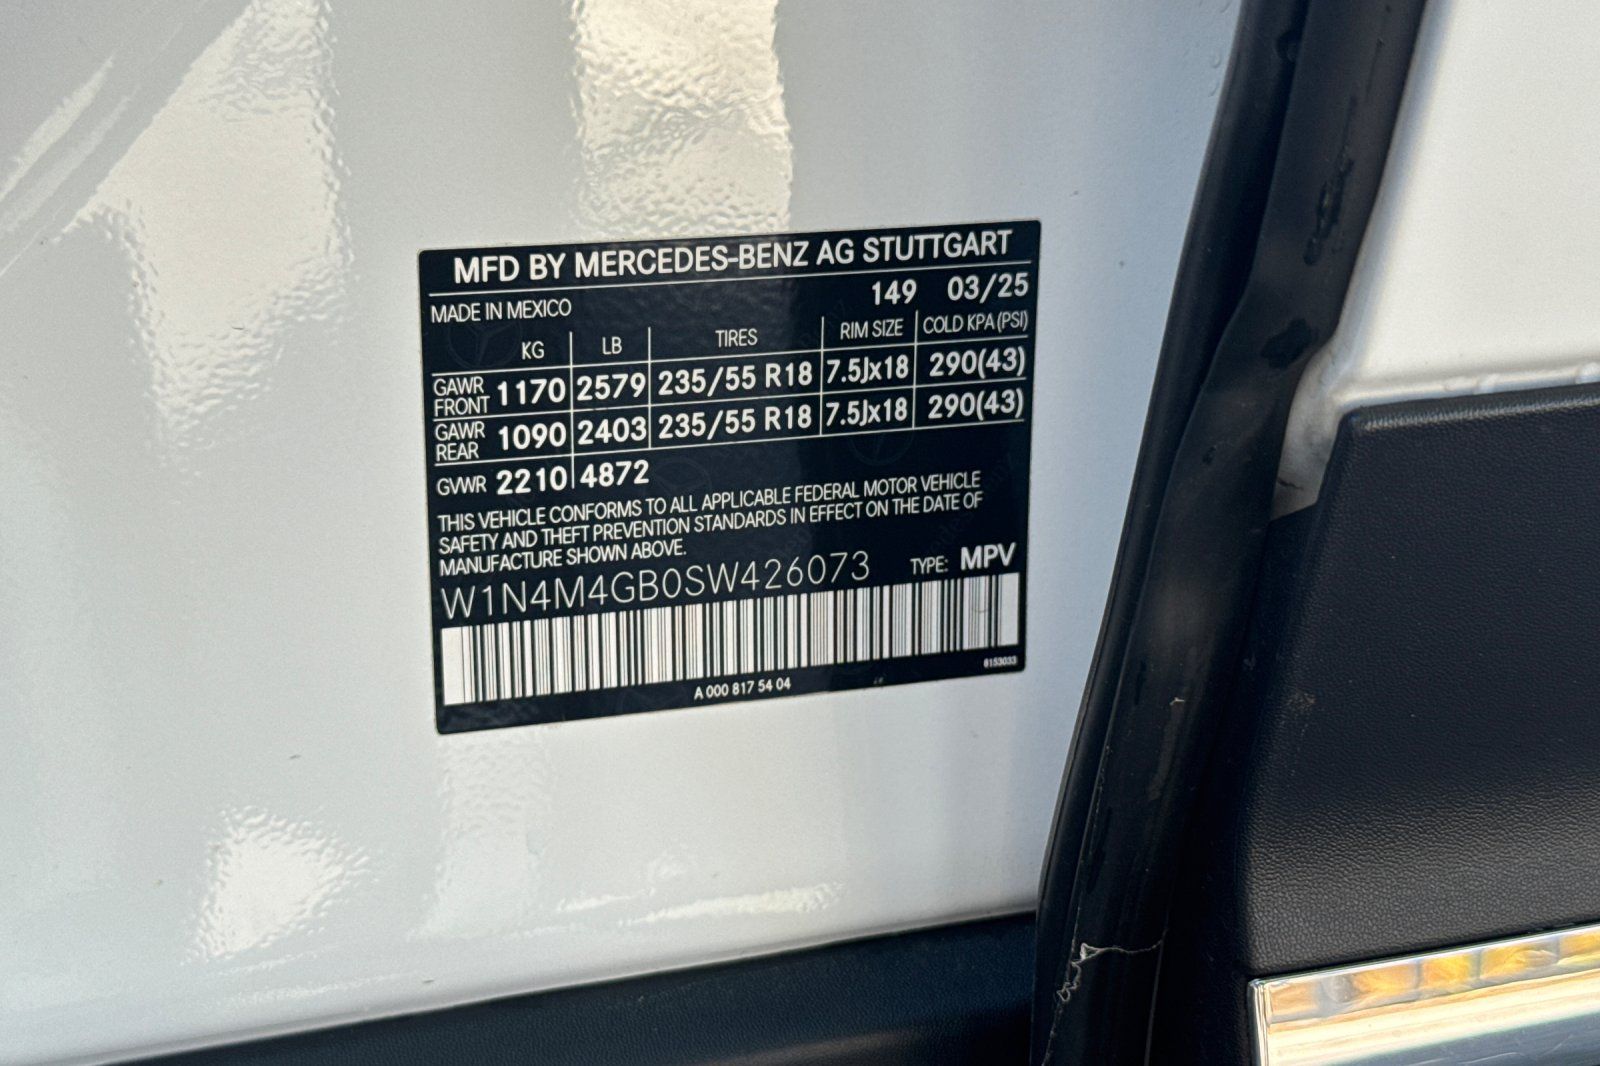 MFD BY MERCEDES-BENZ AG STUTTGART
MADE IN MEXICO 149 03/25
KG LB TIRES RIM SIZE COLD KPA (PSI)
GAWR FRONT 1170 2579 235/55 R18 7.5Jx18 290(43)
GAWR REAR 1090 2403 235/55 R18 7.5Jx18 290(43)
GVWR 2210 4872
THIS VEHICLE CONFORMS TO ALL APPLICABLE FEDERAL MOTOR VEHICLE
SAFETY AND THEFT PREVENTION STANDARDS IN EFFECT ON THE DATE OF
MANUFACTURE SHOWN ABOVE.
W1N4M4GB0SW426073 TYPE: MPV
6153033
A 000 817 54 04